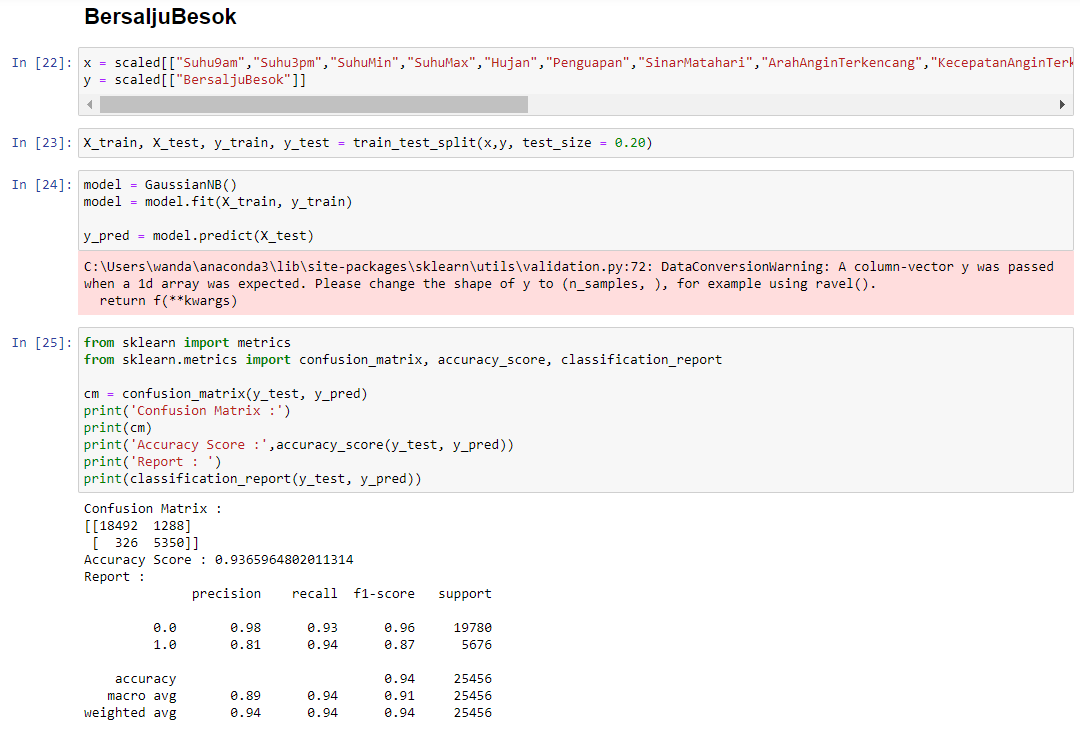 BersaljuBesok
In [22]: x = scaled[["Suhu9am","Suhu3pm","SuhuMin","SuhuMax","Hujan","Penguapan","SinarMatahari","ArahAnginTerkencang","KecepatanAnginTerk
y = scaled[["BersaljuBesok"]]
In [23]: X_train, X_test, y_train, y_test = train_test_split(x,y, test_size = 0.20)
In [24]: model = GaussianNB()
model = model.fit(X_train, y_train)
y_pred = model.predict(X_test)
C:\Users\wanda\anaconda3\lib\site-packages\sklearn\utils\validation.py:72: DataConversionWarning: A column-vector y was passed
when a 1d array was expected. Please change the shape of y to (n_samples, ), for example using ravel().
return f(**kwargs)
In [25]: from sklearn import metrics
from sklearn.metrics import confusion_matrix, accuracy_score, classification_report
cm = confusion_matrix(y_test, y_pred)
print('Confusion Matrix :')
print(cm)
print('Accuracy Score :',accuracy_score(y_test, y_pred))
print('Report : ')
print(classification_report(y_test, y_pred))
Confusion Matrix :
[[18492  1288]
[  326  5350]]
Accuracy Score : 0.9365964802011314
Report :
precision    recall  f1-score   support
0.0       0.98      0.93      0.96     19780
1.0       0.81      0.94      0.87      5676
accuracy                           0.94     25456
macro avg       0.89      0.94      0.91     25456
weighted avg       0.94      0.94      0.94     25456